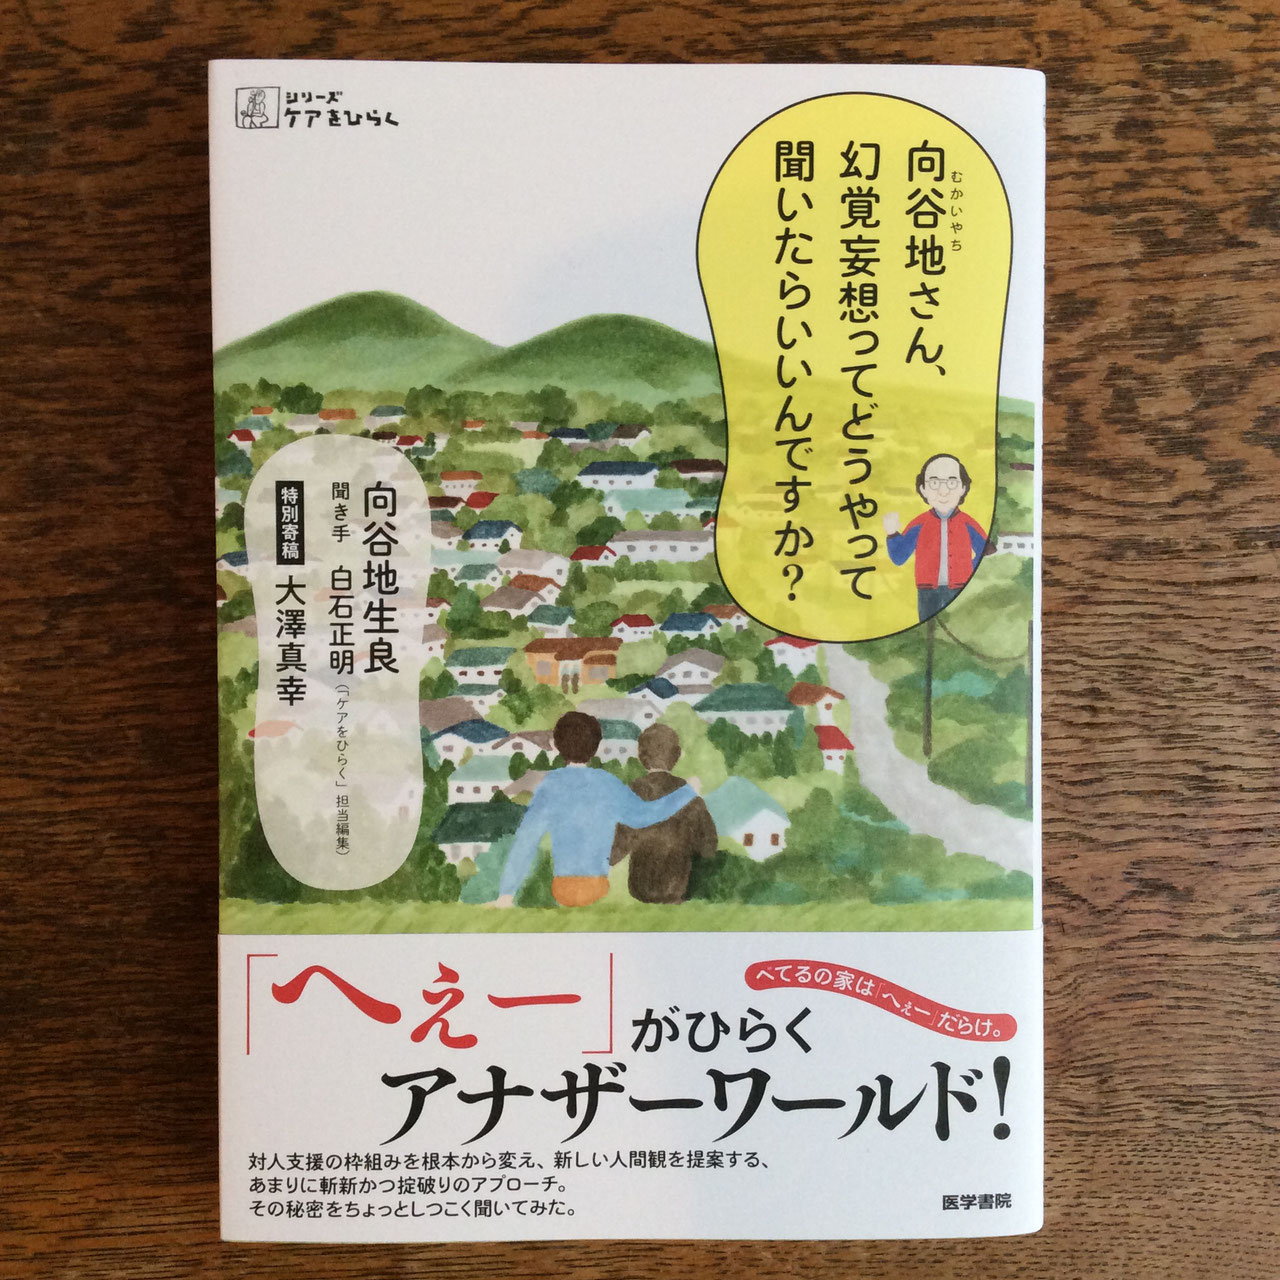 シリーズ
ケアをひらく
向谷地さん、
むかいやち
幻覚妄想ってどうやって
聞いたらいいんですか?
向谷地生良
聞き手 白石正明(「ケアをひらく」担当編集)
特別寄稿 大澤真幸
べてるの家は「へぇー」だらけ。
「へぇー」がひらく
アナザーワールド!
対人支援の枠組みを根本から変え、新しい人間観を提案する、
あまりに斬新かつ掟破りのアプローチ。
その秘密をちょっとしつこく聞いてみた。
医学書院